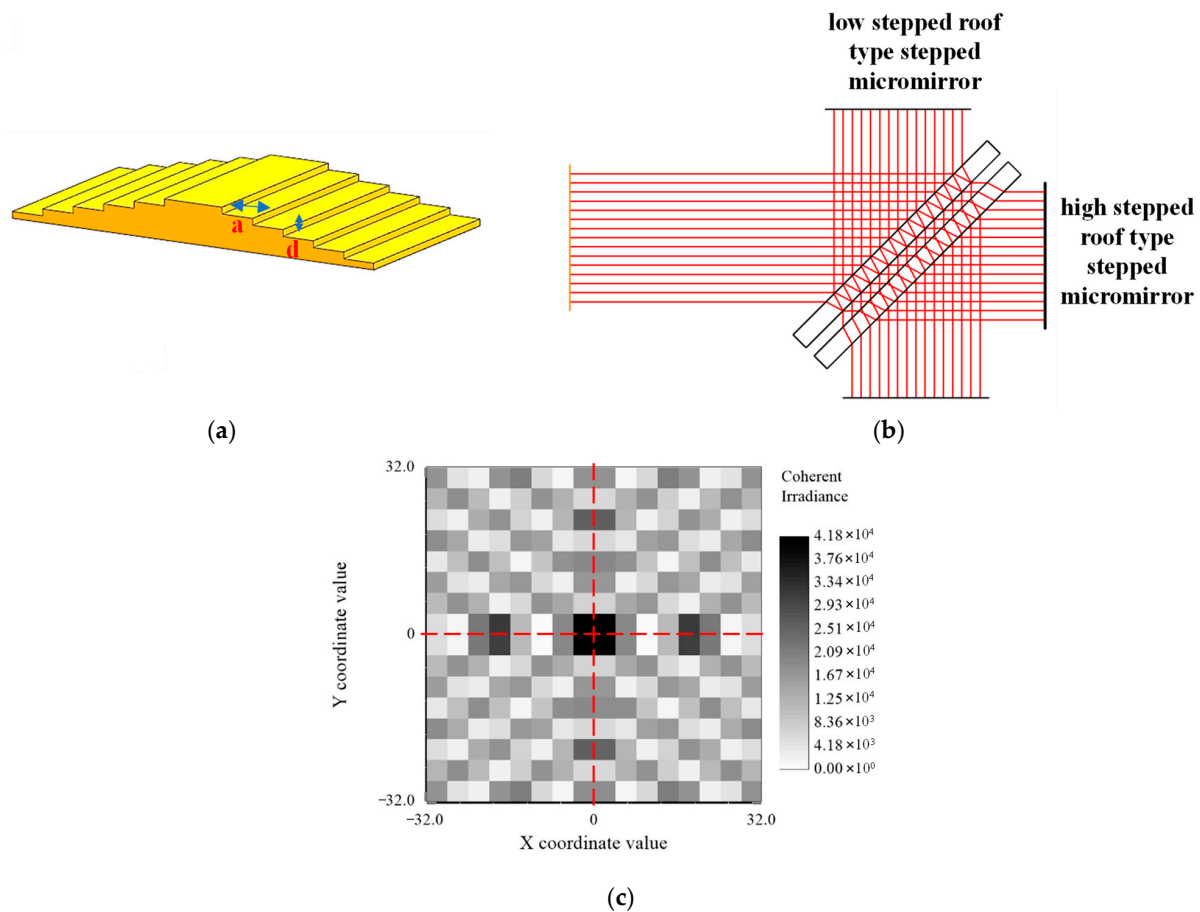 a
d
(a)
low stepped roof
type stepped
micromirror
high stepped
roof type
stepped
micromirror
(b)
Coherent
Irradiance
4.18×10⁴
3.76×10⁴
3.34×10⁴
2.93×10⁴
2.51×10⁴
2.09×10⁴
1.67×10⁴
1.25×10⁴
8.36×10³
4.18×10³
0.00×10⁰
Y coordinate value
32.0
0
−32.0
−32.0
0
32.0
X coordinate value
(c)